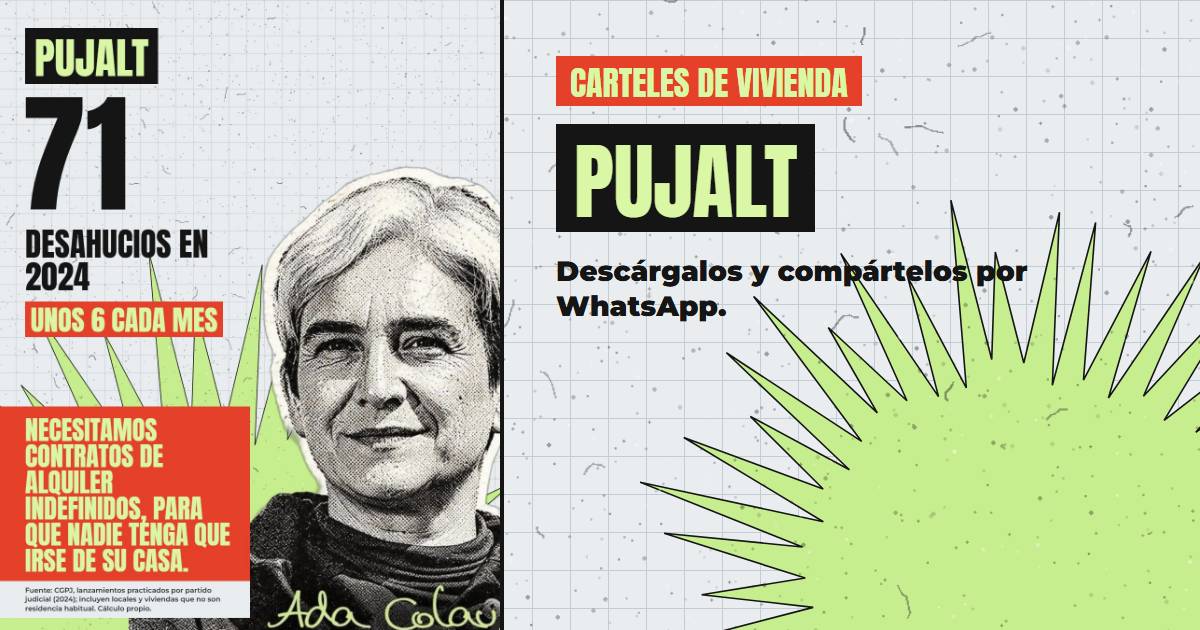 PUJALT
71
DESAHUCIOS EN
2024
UNOS 6 CADA MES
NECESITAMOS
CONTRATOS DE
ALQUILER
INDEFINIDOS, PARA
QUE NADIE TENGA QUE
IRSE DE SU CASA.
Fuente: CGPJ, lanzamientos practicados por partido
judicial (2024); incluyen locales y viviendas que no son
residencia habitual. Cálculo propio.
Ada Colau
CARTELES DE VIVIENDA
PUJALT
Descárgalos y compártelos por
WhatsApp.